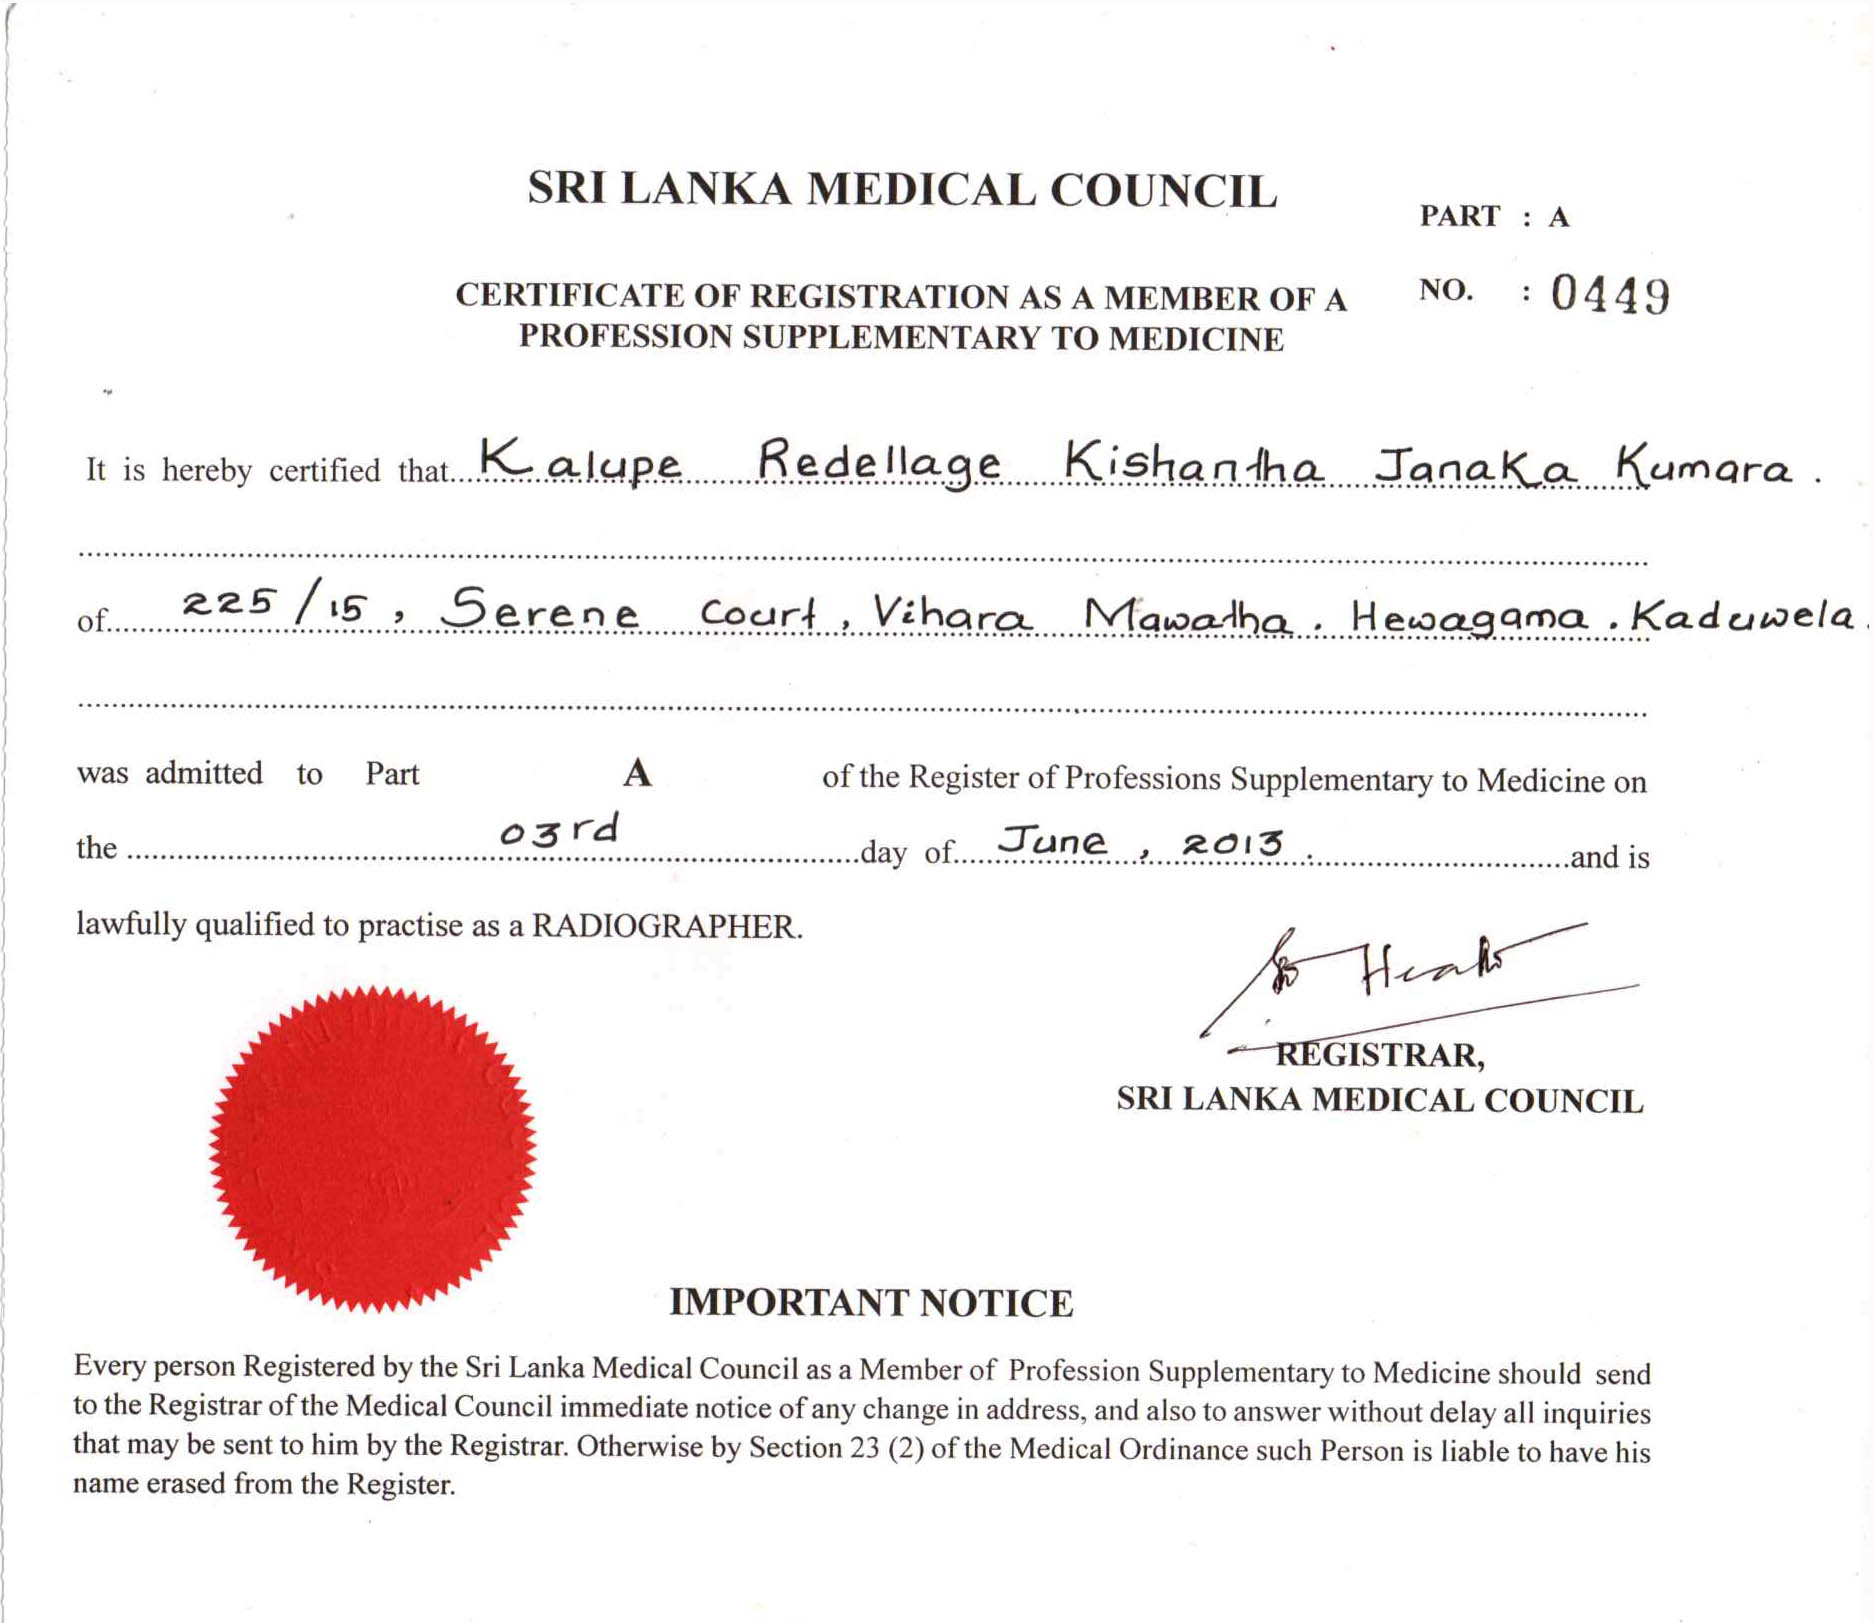 SRI LANKA MEDICAL COUNCIL
PART : A
CERTIFICATE OF REGISTRATION AS A MEMBER OF A
NO. : 0449
PROFESSION SUPPLEMENTARY TO MEDICINE
It is hereby certified that Kalupe Redellage Kishantha Janaka Kumara.
of 225/15, Serene Court, Vihara Mawatha. Hewagama. Kaduwela.
was admitted to Part A of the Register of Professions Supplementary to Medicine on
the 03rd day of June, 2013. and is
lawfully qualified to practise as a RADIOGRAPHER.
REGISTRAR,
SRI LANKA MEDICAL COUNCIL
IMPORTANT NOTICE
Every person Registered by the Sri Lanka Medical Council as a Member of Profession Supplementary to Medicine should send
to the Registrar of the Medical Council immediate notice of any change in address, and also to answer without delay all inquiries
that may be sent to him by the Registrar. Otherwise by Section 23 (2) of the Medical Ordinance such Person is liable to have his
name erased from the Register.